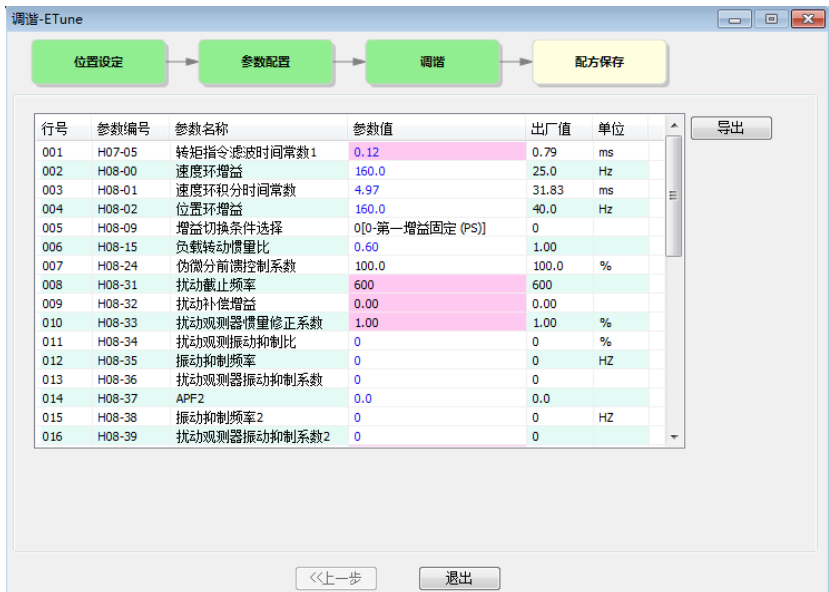 调谐-ETune
位置设定 参数配置 调谐 配方保存
行号 参数编号 参数名称 参数值 出厂值 单位 导出
001 H07-05 转矩指令滤波时间常数1 0.12 0.79 ms
002 H08-00 速度环增益 160.0 25.0 Hz
003 H08-01 速度环积分时间常数 4.97 31.83 ms
004 H08-02 位置环增益 160.0 40.0 Hz
005 H08-09 增益切换条件选择 0[0-第一增益固定 (PS)] 0
006 H08-15 负载转动惯量比 0.60 1.00
007 H08-24 伪微分前馈控制系数 100.0 100.0 %
008 H08-31 扰动截止频率 600 600
009 H08-32 扰动补偿增益 0.00 0.00
010 H08-33 扰动观测器惯量修正系数 1.00 1.00 %
011 H08-34 扰动观测振动抑制比 0 0 %
012 H08-35 振动抑制频率 0 0 HZ
013 H08-36 扰动观测器振动抑制系数 0 0
014 H08-37 APF2 0.0 0.0
015 H08-38 振动抑制频率2 0 0 HZ
016 H08-39 扰动观测器振动抑制系数2 0 0
<<上一步 退出